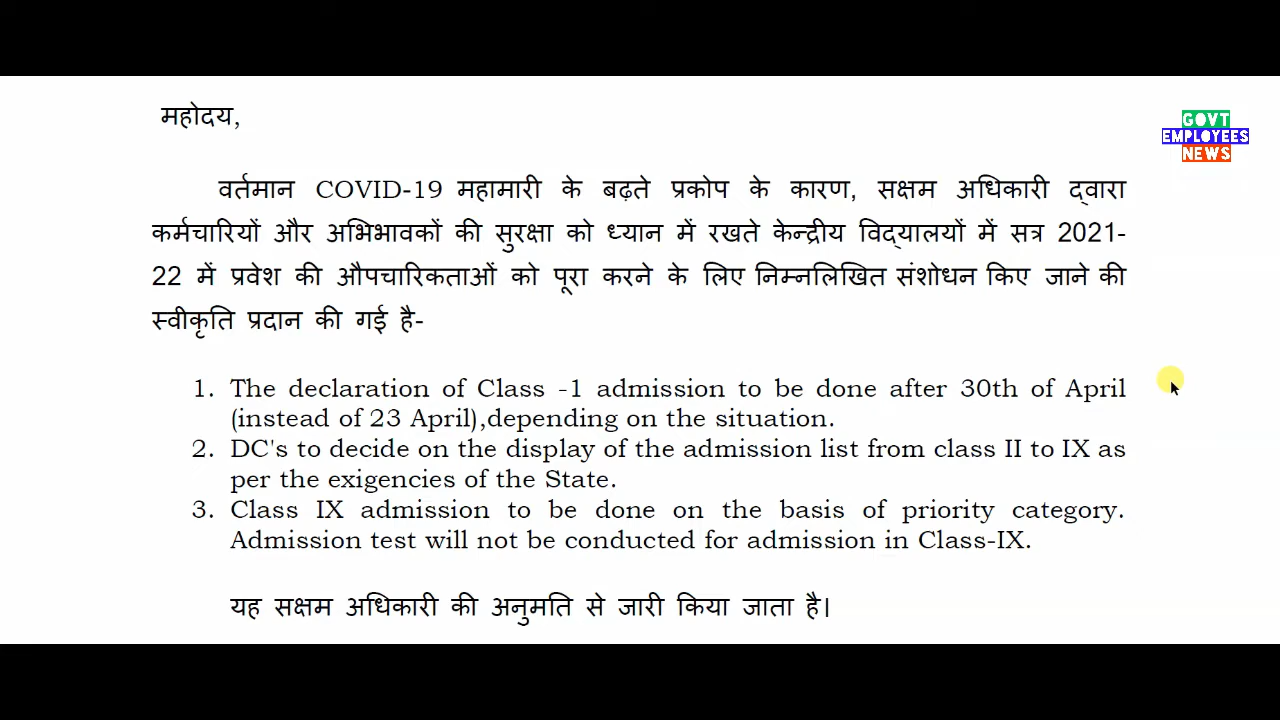 महोदय,
GOVT
EMPLOYEES
NEWS
वर्तमान COVID-19 महामारी के बढ़ते प्रकोप के कारण, सक्षम अधिकारी द्वारा
कर्मचारियों और अभिभावकों की सुरक्षा को ध्यान में रखते केन्द्रीय विद्यालयों में सत्र 2021-
22 में प्रवेश की औपचारिकताओं को पूरा करने के लिए निम्नलिखित संशोधन किए जाने की
स्वीकृति प्रदान की गई है-
1. The declaration of Class -1 admission to be done after 30th of April
(instead of 23 April),depending on the situation.
2. DC's to decide on the display of the admission list from class II to IX as
per the exigencies of the State.
3. Class IX admission to be done on the basis of priority category.
Admission test will not be conducted for admission in Class-IX.
यह सक्षम अधिकारी की अनुमति से जारी किया जाता है।